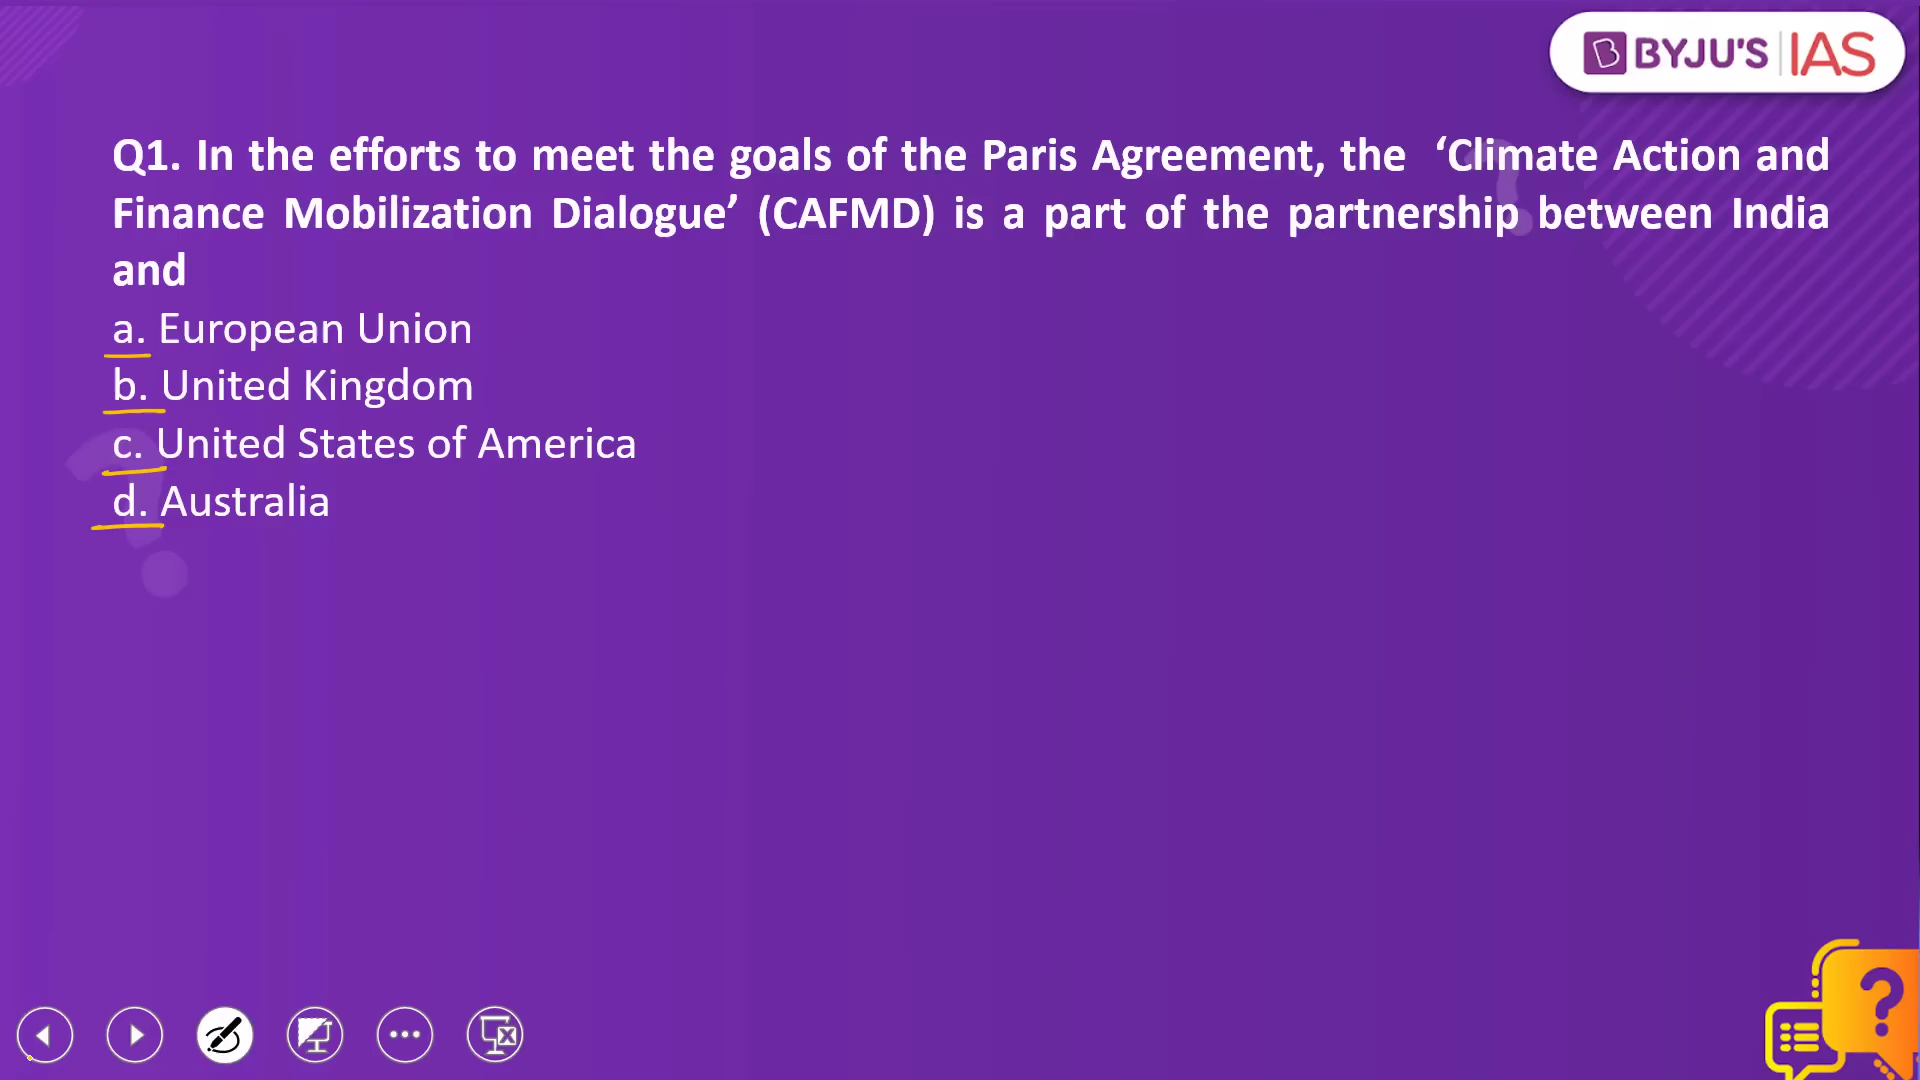 BYJU'S IAS
Q1. In the efforts to meet the goals of the Paris Agreement, the ‘Climate Action and
Finance Mobilization Dialogue’ (CAFMD) is a part of the partnership between India
and
a. European Union
b. United Kingdom
c. United States of America
d. Australia